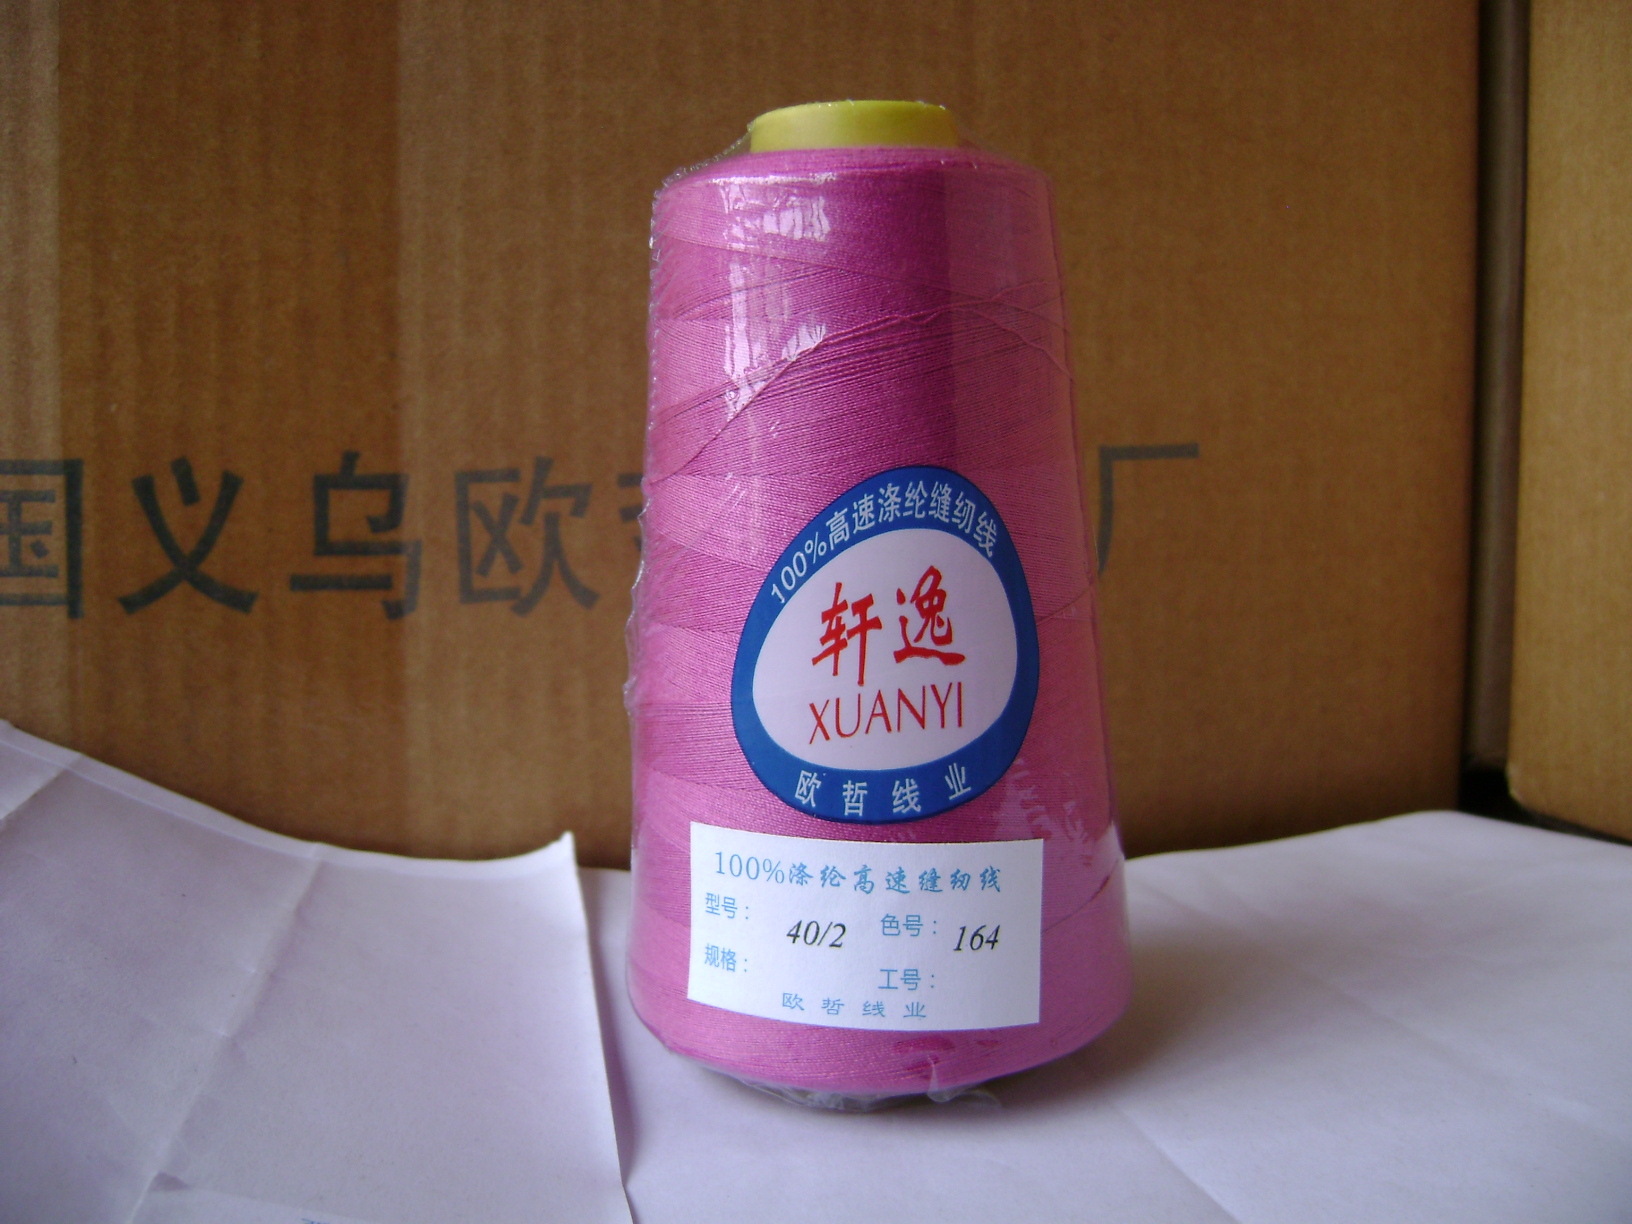 国义乌欧
厂
100%高速涤纶缝纫线
轩逸
XUANYI
欧哲线业
100%涤纶高速缝纫线
型号：
40/2
色号：
164
规格：
工号：
欧哲线业